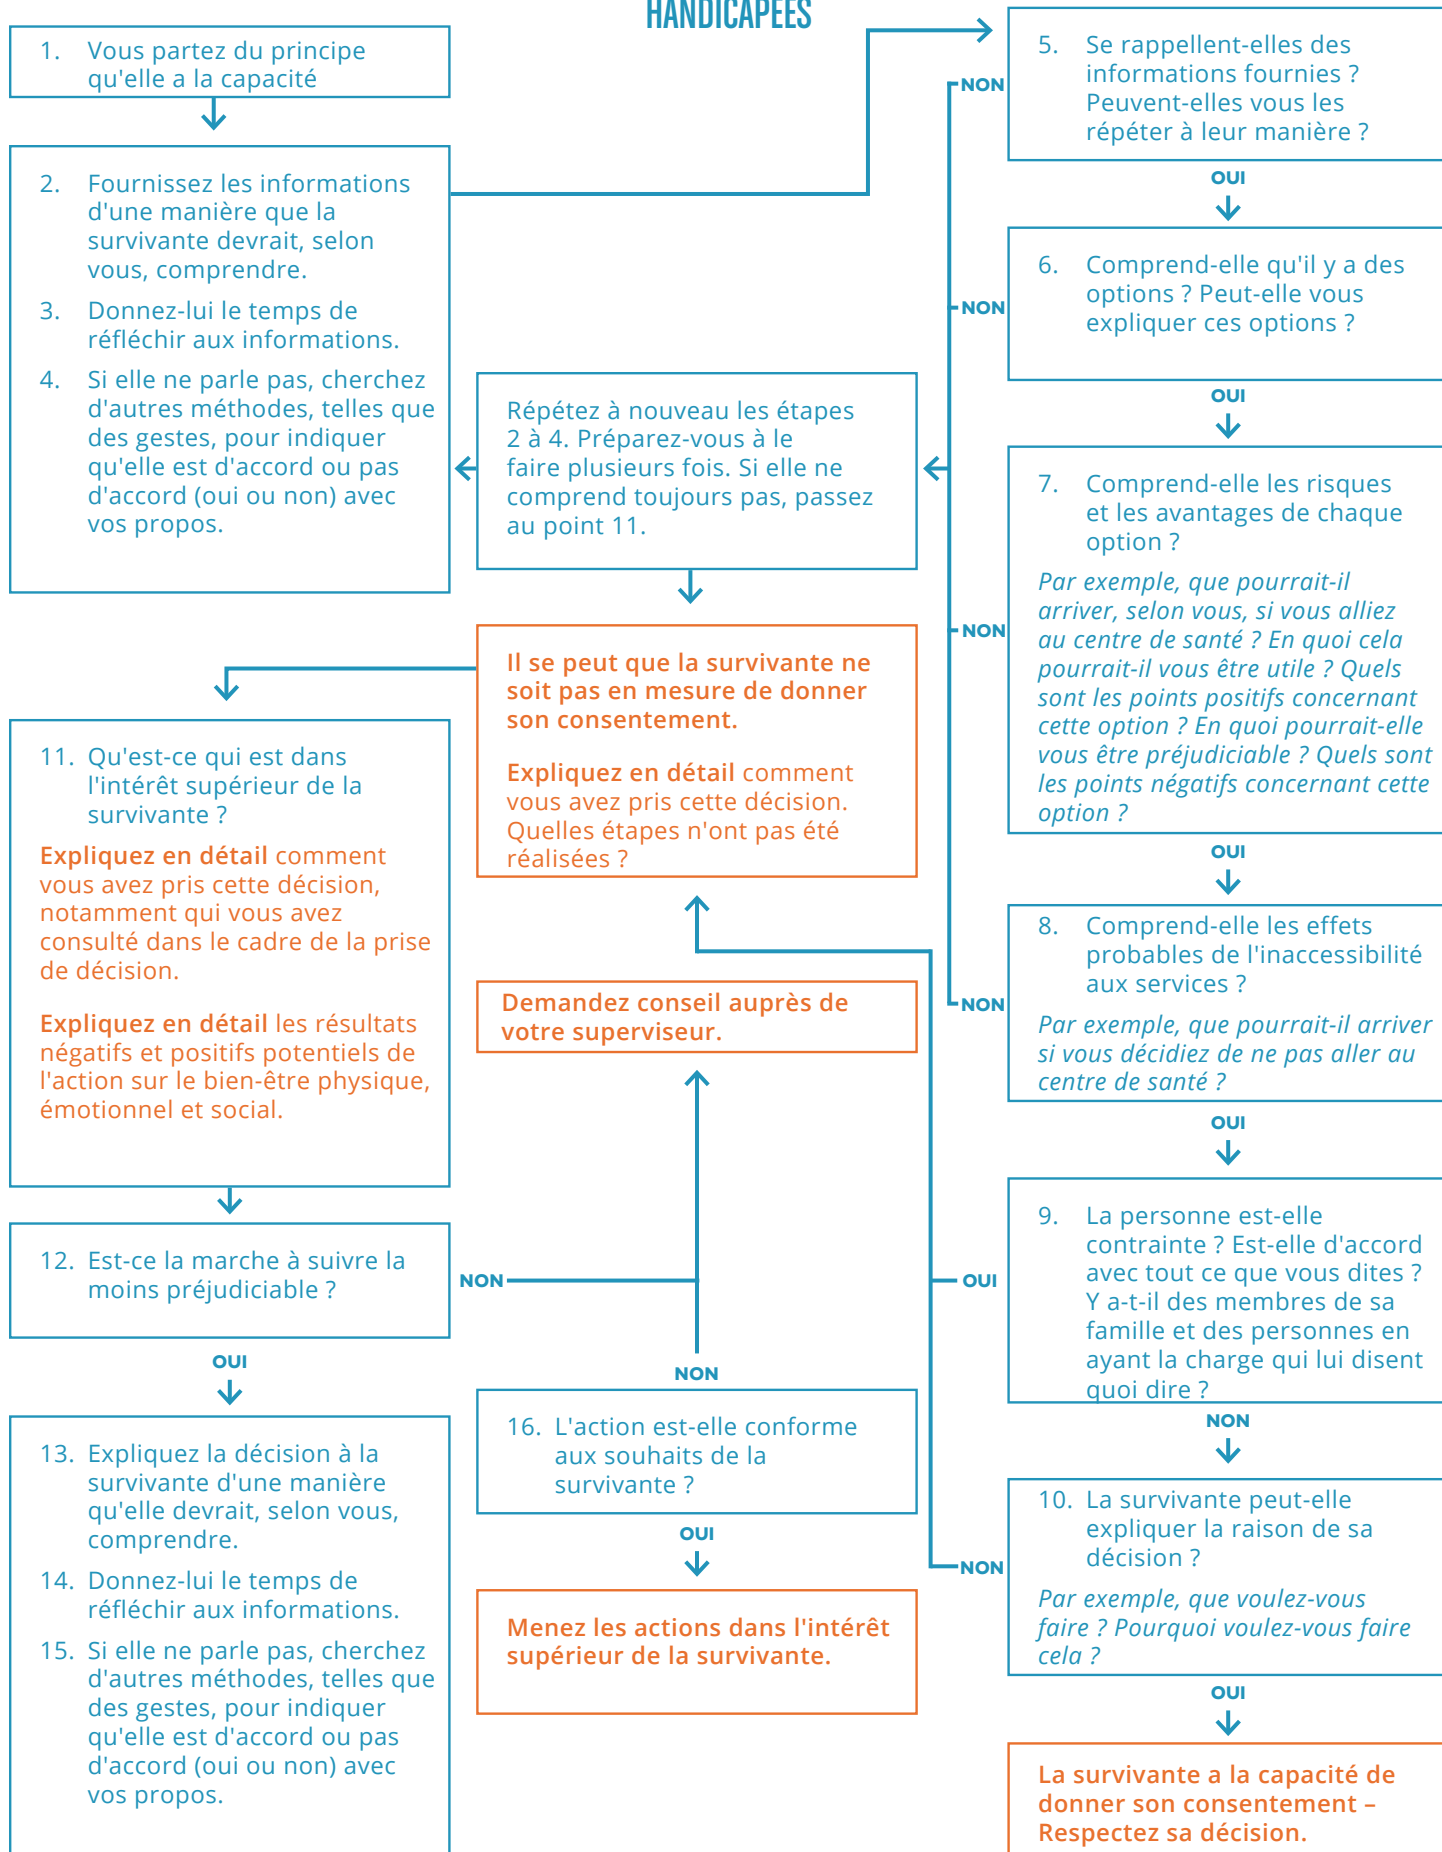 HANDICAPÉES
1. Vous partez du principe
qu'elle a la capacité
2. Fournissez les informations
d'une manière que la
survivante devrait, selon
vous, comprendre.
3. Donnez-lui le temps de
réfléchir aux informations.
4. Si elle ne parle pas, cherchez
d'autres méthodes, telles que
des gestes, pour indiquer
qu'elle est d'accord ou pas
d'accord (oui ou non) avec
vos propos.
5. Se rappellent-elles des
informations fournies ?
Peuvent-elles vous les
répéter à leur manière ?
NON
OUI
6. Comprend-elle qu'il y a des
options ? Peut-elle vous
expliquer ces options ?
NON
OUI
7. Comprend-elle les risques
et les avantages de chaque
option ?
Par exemple, que pourrait-il
arriver, selon vous, si vous alliez
au centre de santé ? En quoi cela
pourrait-il vous être utile ? Quels
sont les points positifs concernant
cette option ? En quoi pourrait-elle
vous être préjudiciable ? Quels sont
les points négatifs concernant cette
option ?
NON
OUI
8. Comprend-elle les effets
probables de l'inaccessibilité
aux services ?
Par exemple, que pourrait-il arriver
si vous décidiez de ne pas aller au
centre de santé ?
NON
OUI
9. La personne est-elle
contrainte ? Est-elle d'accord
avec tout ce que vous dites ?
Y a-t-il des membres de sa
famille et des personnes en
ayant la charge qui lui disent
quoi dire ?
OUI
NON
10. La survivante peut-elle
expliquer la raison de sa
décision ?
Par exemple, que voulez-vous
faire ? Pourquoi voulez-vous faire
cela ?
NON
OUI
La survivante a la capacité de
donner son consentement –
Respectez sa décision.
Répétez à nouveau les étapes
2 à 4. Préparez-vous à le
faire plusieurs fois. Si elle ne
comprend toujours pas, passez
au point 11.
Il se peut que la survivante ne
soit pas en mesure de donner
son consentement.
Expliquez en détail comment
vous avez pris cette décision.
Quelles étapes n'ont pas été
réalisées ?
11. Qu'est-ce qui est dans
l'intérêt supérieur de la
survivante ?
Expliquez en détail comment
vous avez pris cette décision,
notamment qui vous avez
consulté dans le cadre de la prise
de décision.
Expliquez en détail les résultats
négatifs et positifs potentiels de
l'action sur le bien-être physique,
émotionnel et social.
12. Est-ce la marche à suivre la
moins préjudiciable ?
NON
OUI
13. Expliquez la décision à la
survivante d'une manière
qu'elle devrait, selon vous,
comprendre.
14. Donnez-lui le temps de
réfléchir aux informations.
15. Si elle ne parle pas, cherchez
d'autres méthodes, telles que
des gestes, pour indiquer
qu'elle est d'accord ou pas
d'accord (oui ou non) avec
vos propos.
Demandez conseil auprès de
votre superviseur.
NON
16. L'action est-elle conforme
aux souhaits de la
survivante ?
OUI
Menez les actions dans l'intérêt
supérieur de la survivante.